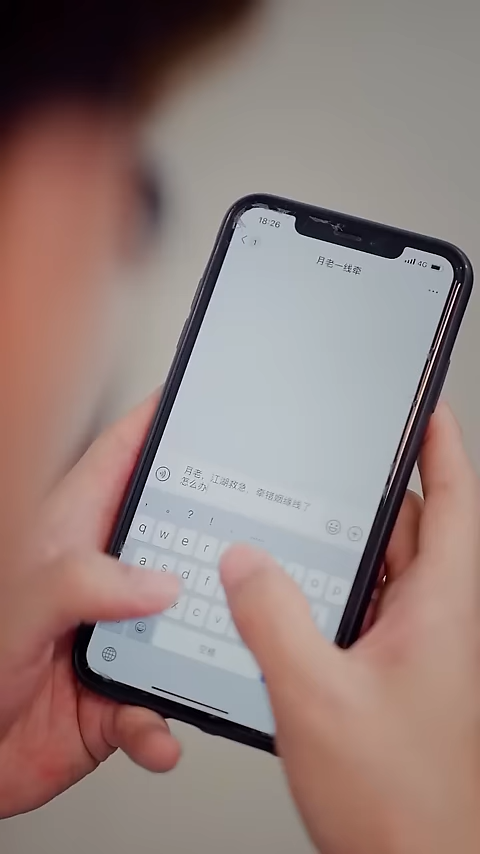 18:26
4G
1
月老一线牵
...
月老，江湖救急，牵错姻缘线了
怎么办
， 。 ? !
q w e r o p
a s d f
x c v
空格